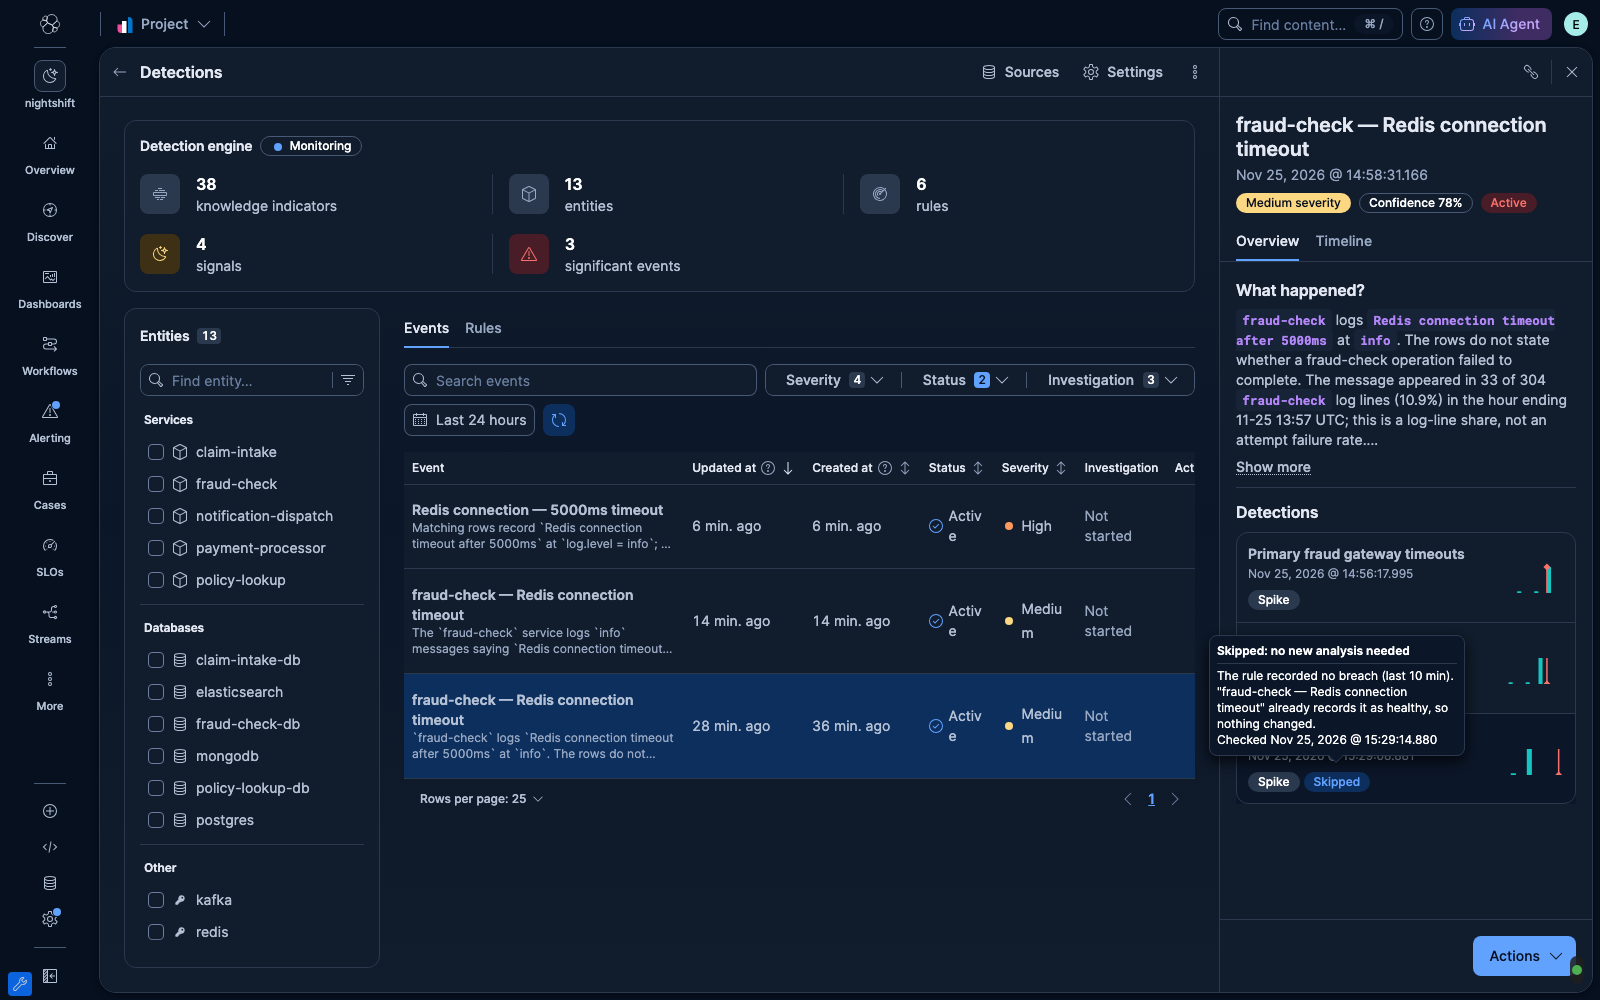 Project
Find content...
⌘ /
AI Agent
E
nightshift
Overview
Discover
Dashboards
Workflows
Alerting
Cases
SLOs
Streams
More
Detections
Sources
Settings
Detection engine
Monitoring
38
knowledge indicators
13
entities
6
rules
4
signals
3
significant events
Entities 13
Find entity...
Services
claim-intake
fraud-check
notification-dispatch
payment-processor
policy-lookup
Databases
claim-intake-db
elasticsearch
fraud-check-db
mongodb
policy-lookup-db
postgres
Other
kafka
redis
Events
Rules
Search events
Severity 4
Status 2
Investigation 3
Last 24 hours
Event
Updated at
Created at
Status
Severity
Investigation
Act
Redis connection — 5000ms timeout
Matching rows record `Redis connection
timeout after 5000ms` at `log.level = info`; ...
6 min. ago
6 min. ago
Activ
e
High
Not
started
fraud-check — Redis connection
timeout
The `fraud-check` service logs `info`
messages saying `Redis connection timeout...
14 min. ago
14 min. ago
Activ
e
Mediu
m
Not
started
fraud-check — Redis connection
timeout
`fraud-check` logs `Redis connection timeout
after 5000ms` at `info`. The rows do not...
28 min. ago
36 min. ago
Activ
e
Mediu
m
Not
started
Rows per page: 25
1
fraud-check — Redis connection
timeout
Nov 25, 2026 @ 14:58:31.166
Medium severity
Confidence 78%
Active
Overview
Timeline
What happened?
fraud-check logs Redis connection timeout
after 5000ms at info . The rows do not state
whether a fraud-check operation failed to
complete. The message appeared in 33 of 304
fraud-check log lines (10.9%) in the hour ending
11-25 13:57 UTC; this is a log-line share, not an
attempt failure rate....
Show more
Detections
Primary fraud gateway timeouts
Nov 25, 2026 @ 14:56:17.995
Spike
Skipped: no new analysis needed
The rule recorded no breach (last 10 min).
"fraud-check — Redis connection
timeout" already records it as healthy, so
nothing changed.
Checked Nov 25, 2026 @ 15:29:14.880
Spike
Skipped
Actions